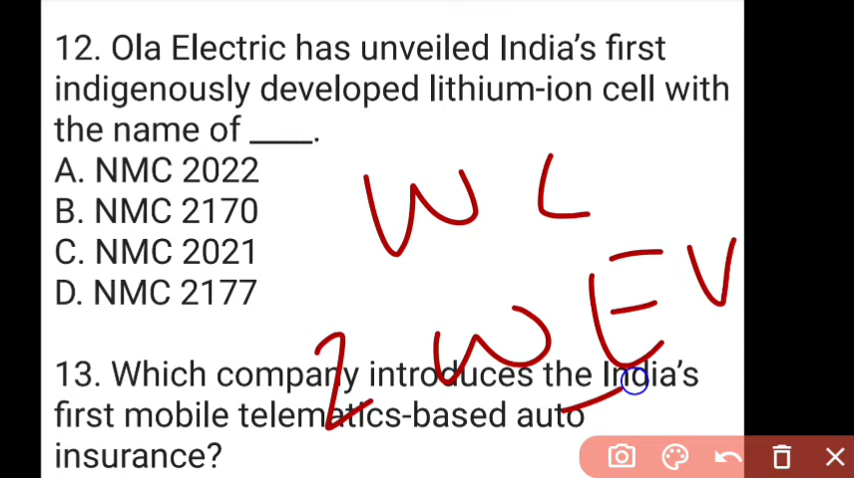 12. Ola Electric has unveiled India's first
indigenously developed lithium-ion cell with
the name of ____.
A. NMC 2022
B. NMC 2170
C. NMC 2021
D. NMC 2177
W L
2 W EV
13. Which company introduces the India's
first mobile telematics-based auto
insurance?